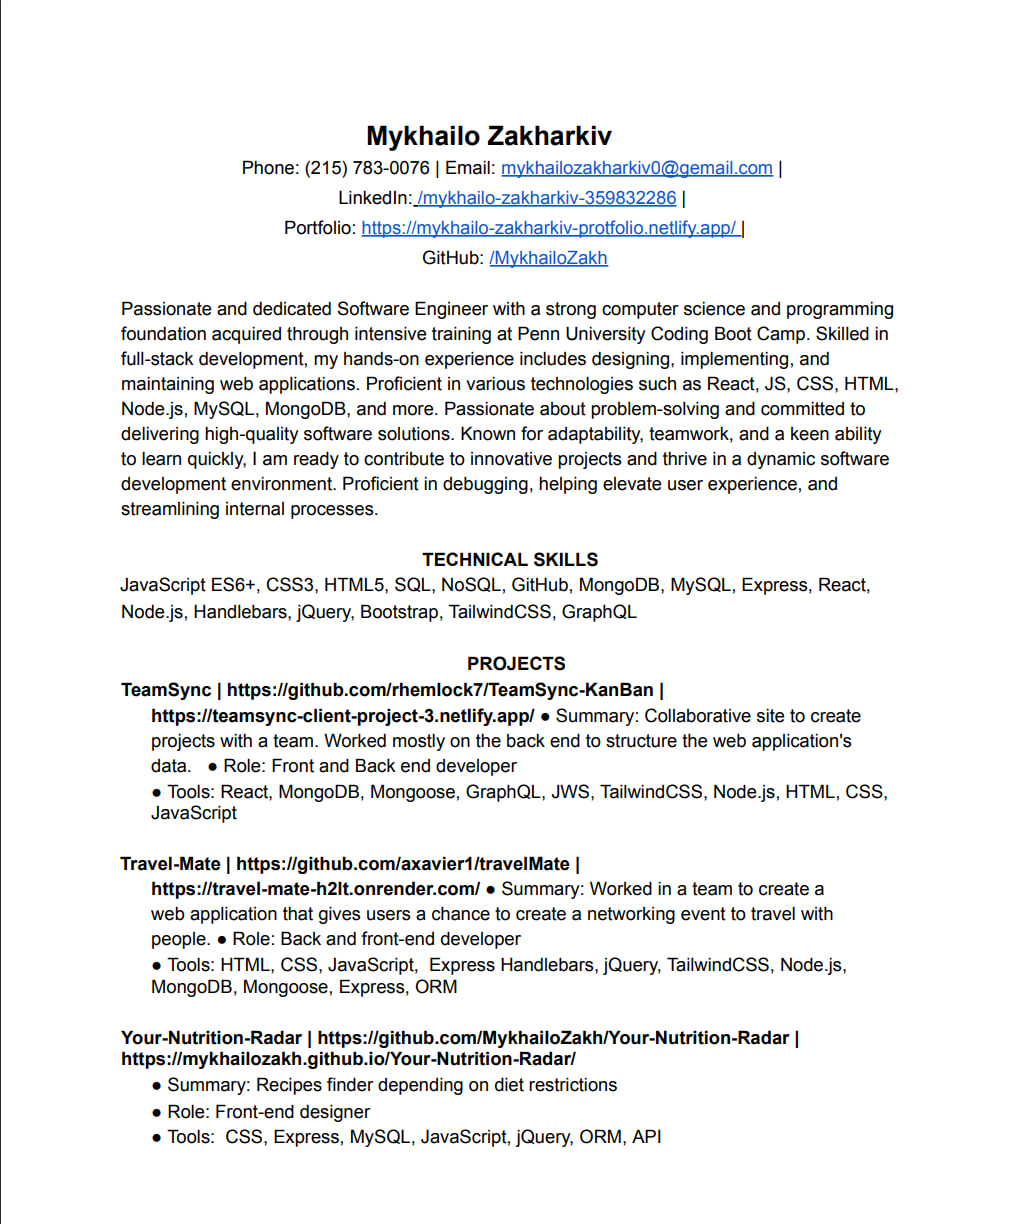 Mykhailo Zakharkiv
Phone: (215) 783-0076 | Email: mykhailozakharkiv0@gemail.com |
LinkedIn: /mykhailo-zakharkiv-359832286 |
Portfolio: https://mykhailo-zakharkiv-protfolio.netlify.app/ |
GitHub: /MykhailoZakh
Passionate and dedicated Software Engineer with a strong computer science and programming
foundation acquired through intensive training at Penn University Coding Boot Camp. Skilled in
full-stack development, my hands-on experience includes designing, implementing, and
maintaining web applications. Proficient in various technologies such as React, JS, CSS, HTML,
Node.js, MySQL, MongoDB, and more. Passionate about problem-solving and committed to
delivering high-quality software solutions. Known for adaptability, teamwork, and a keen ability
to learn quickly, I am ready to contribute to innovative projects and thrive in a dynamic software
development environment. Proficient in debugging, helping elevate user experience, and
streamlining internal processes.
TECHNICAL SKILLS
JavaScript ES6+, CSS3, HTML5, SQL, NoSQL, GitHub, MongoDB, MySQL, Express, React,
Node.js, Handlebars, jQuery, Bootstrap, TailwindCSS, GraphQL
PROJECTS
TeamSync | https://github.com/rhemlock7/TeamSync-KanBan |
https://teamsync-client-project-3.netlify.app/ ● Summary: Collaborative site to create
projects with a team. Worked mostly on the back end to structure the web application's
data. ● Role: Front and Back end developer
● Tools: React, MongoDB, Mongoose, GraphQL, JWS, TailwindCSS, Node.js, HTML, CSS,
JavaScript
Travel-Mate | https://github.com/axavier1/travelMate |
https://travel-mate-h2lt.onrender.com/ ● Summary: Worked in a team to create a
web application that gives users a chance to create a networking event to travel with
people. ● Role: Back and front-end developer
● Tools: HTML, CSS, JavaScript, Express Handlebars, jQuery, TailwindCSS, Node.js,
MongoDB, Mongoose, Express, ORM
Your-Nutrition-Radar | https://github.com/MykhailoZakh/Your-Nutrition-Radar |
https://mykhailozakh.github.io/Your-Nutrition-Radar/
● Summary: Recipes finder depending on diet restrictions
● Role: Front-end designer
● Tools: CSS, Express, MySQL, JavaScript, jQuery, ORM, API